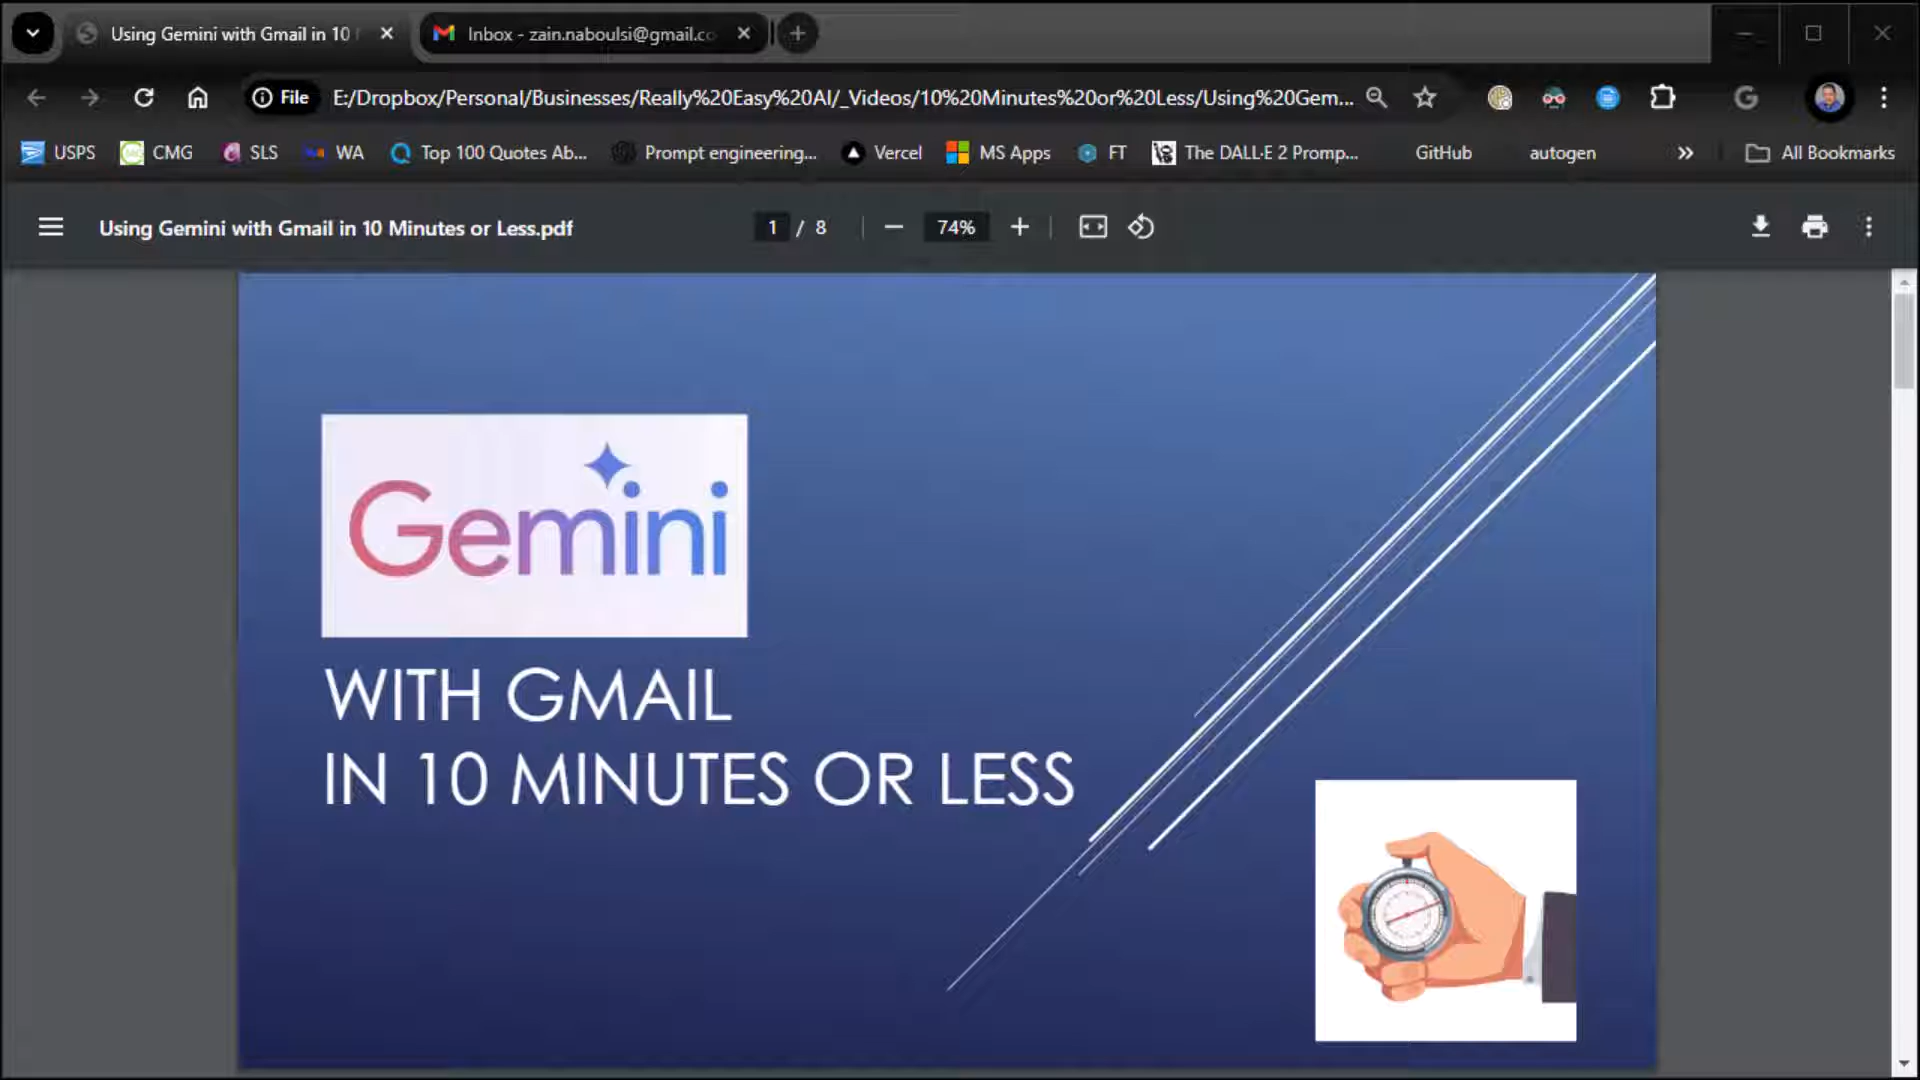 Using Gemini with Gmail in 10
Inbox - zain.naboulsi@gmail.co
File
E:/Dropbox/Personal/Businesses/Really%20Easy%20AI/_Videos/10%20Minutes%20or%20Less/Using%20Gem...
USPS
CMG
SLS
WA
Top 100 Quotes Ab...
Prompt engineering...
Vercel
MS Apps
FT
The DALL·E 2 Promp...
GitHub
autogen
All Bookmarks
Using Gemini with Gmail in 10 Minutes or Less.pdf
1 / 8
74%
Gemini
WITH GMAIL
IN 10 MINUTES OR LESS